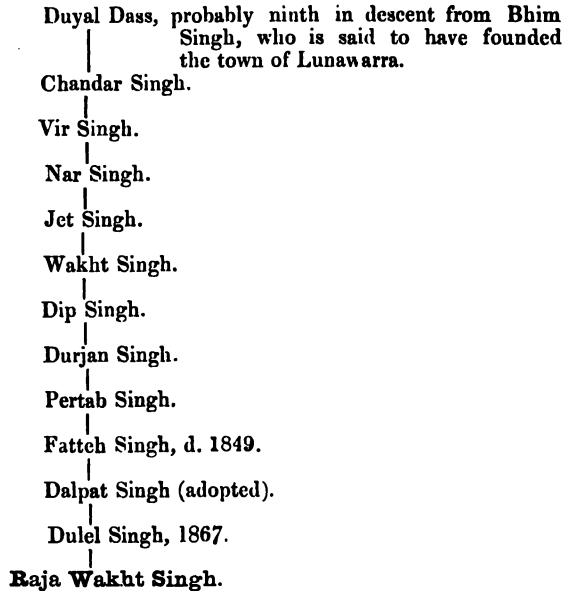 Duyal Dass, probably ninth in descent from Bhim
Singh, who is said to have founded
the town of Lunawarra.
Chandar Singh.
Vir Singh.
Nar Singh.
Jet Singh.
Wakht Singh.
Dip Singh.
Durjan Singh.
Pertab Singh.
Fatteh Singh, d. 1849.
Dalpat Singh (adopted).
Dulel Singh, 1867.
Raja Wakht Singh.